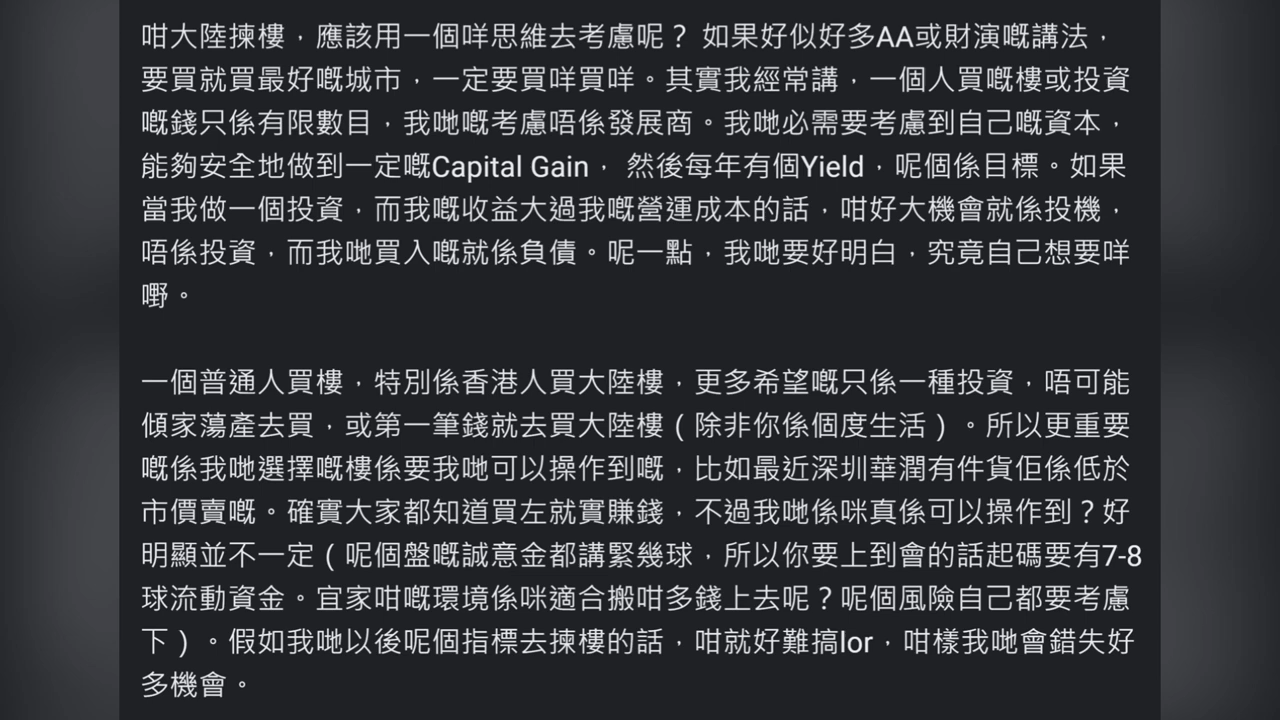 咁大陸揀樓，應該用一個咩思維去考慮呢？ 如果好似好多AA或財演嘅講法，
要買就買最好嘅城市，一定要買咩買咩。其實我經常講，一個人買嘅樓或投資
嘅錢只係有限數目，我哋嘅考慮唔係發展商。我哋必需要考慮到自己嘅資本，
能夠安全地做到一定嘅Capital Gain， 然後每年有個Yield，呢個係目標。如果
當我做一個投資，而我嘅收益大過我嘅營運成本的話，咁好大機會就係投機，
唔係投資，而我哋買入嘅就係負債。呢一點，我哋要好明白，究竟自己想要咩
嘢。
一個普通人買樓，特別係香港人買大陸樓，更多希望嘅只係一種投資，唔可能
傾家蕩產去買，或第一筆錢就去買大陸樓（除非你係個度生活）。所以更重要
嘅係我哋選擇嘅樓係要我哋可以操作到嘅，比如最近深圳華潤有件貨佢係低於
市價賣嘅。確實大家都知道買左就實賺錢，不過我哋係咪真係可以操作到？好
明顯並不一定（呢個盤嘅誠意金都講緊幾球，所以你要上到會的話起碼要有7-8
球流動資金。宜家咁嘅環境係咪適合搬咁多錢上去呢？呢個風險自己都要考慮
下）。假如我哋以後呢個指標去揀樓的話，咁就好難搞lor，咁樣我哋會錯失好
多機會。